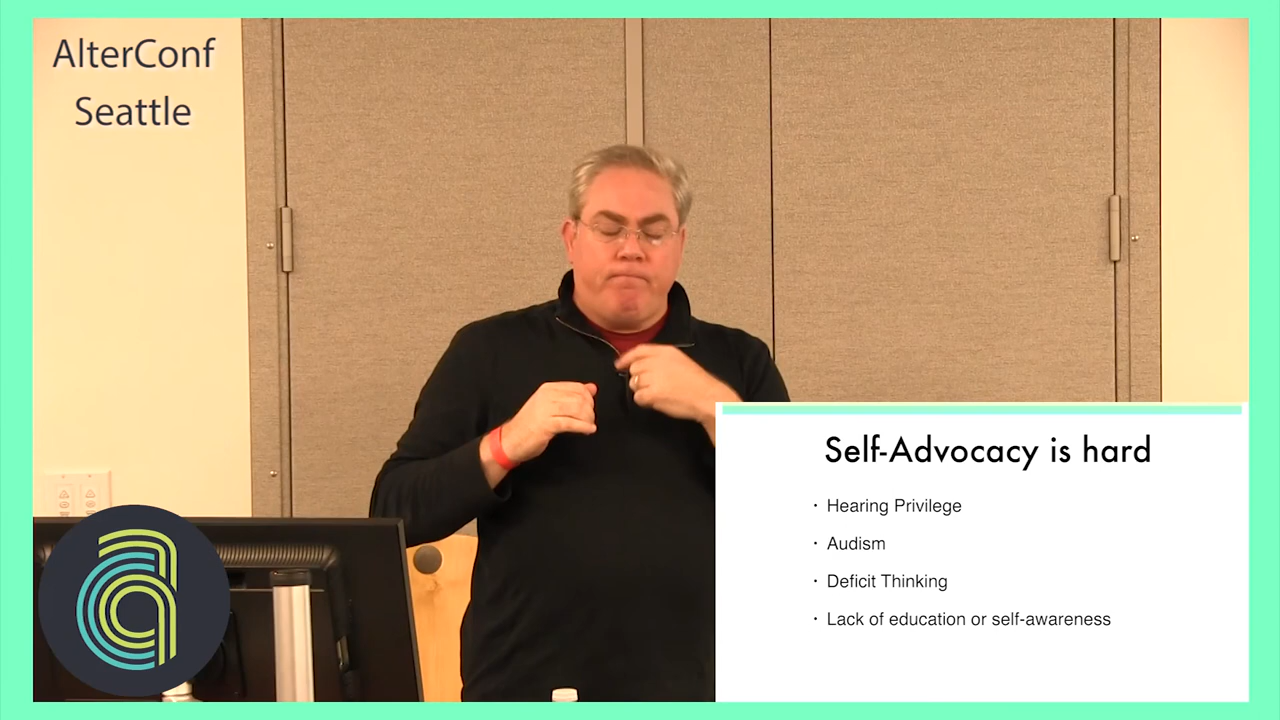 AlterConf
Seattle
Self-Advocacy is hard
· Hearing Privilege
· Audism
· Deficit Thinking
· Lack of education or self-awareness